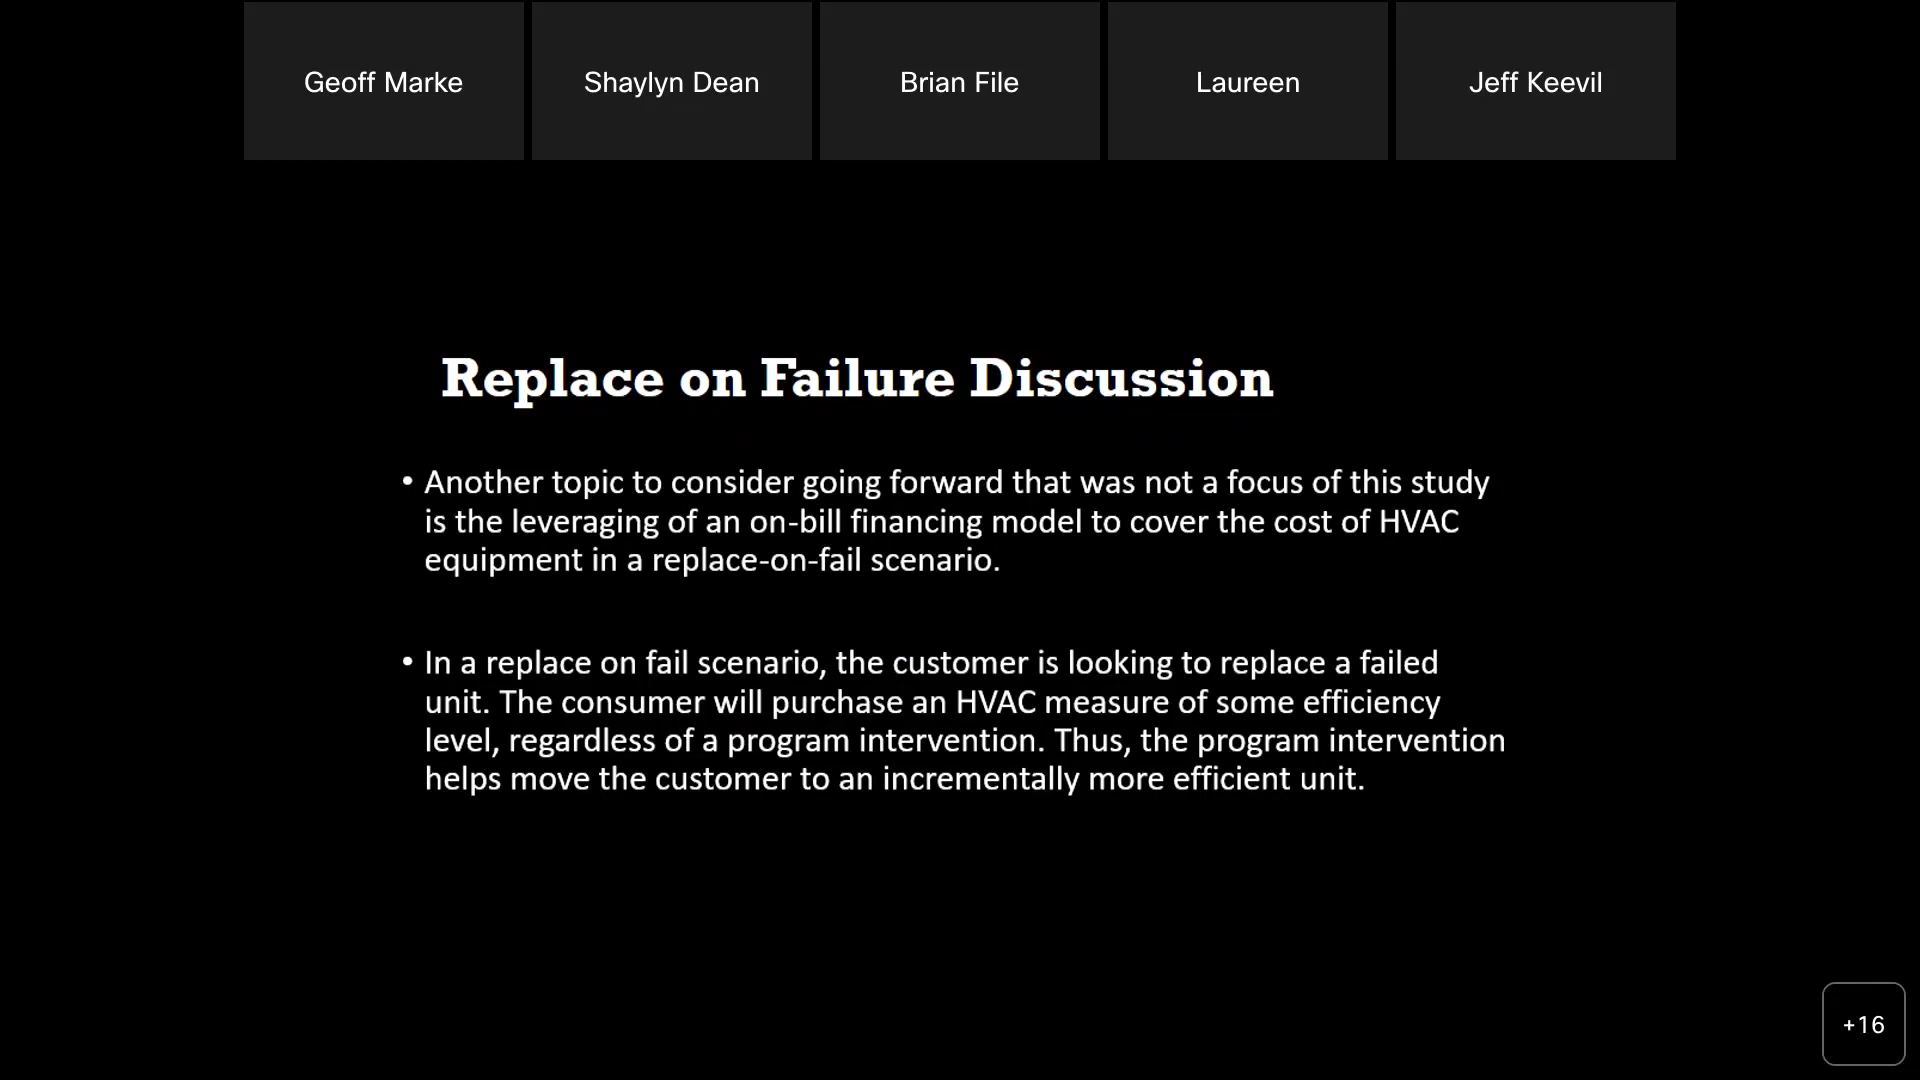 Geoff Marke
Shaylyn Dean
Brian File
Laureen
Jeff Keevil
Replace on Failure Discussion
• Another topic to consider going forward that was not a focus of this study
is the leveraging of an on-bill financing model to cover the cost of HVAC
equipment in a replace-on-fail scenario.
• In a replace on fail scenario, the customer is looking to replace a failed
unit. The consumer will purchase an HVAC measure of some efficiency
level, regardless of a program intervention. Thus, the program intervention
helps move the customer to an incrementally more efficient unit.
+16